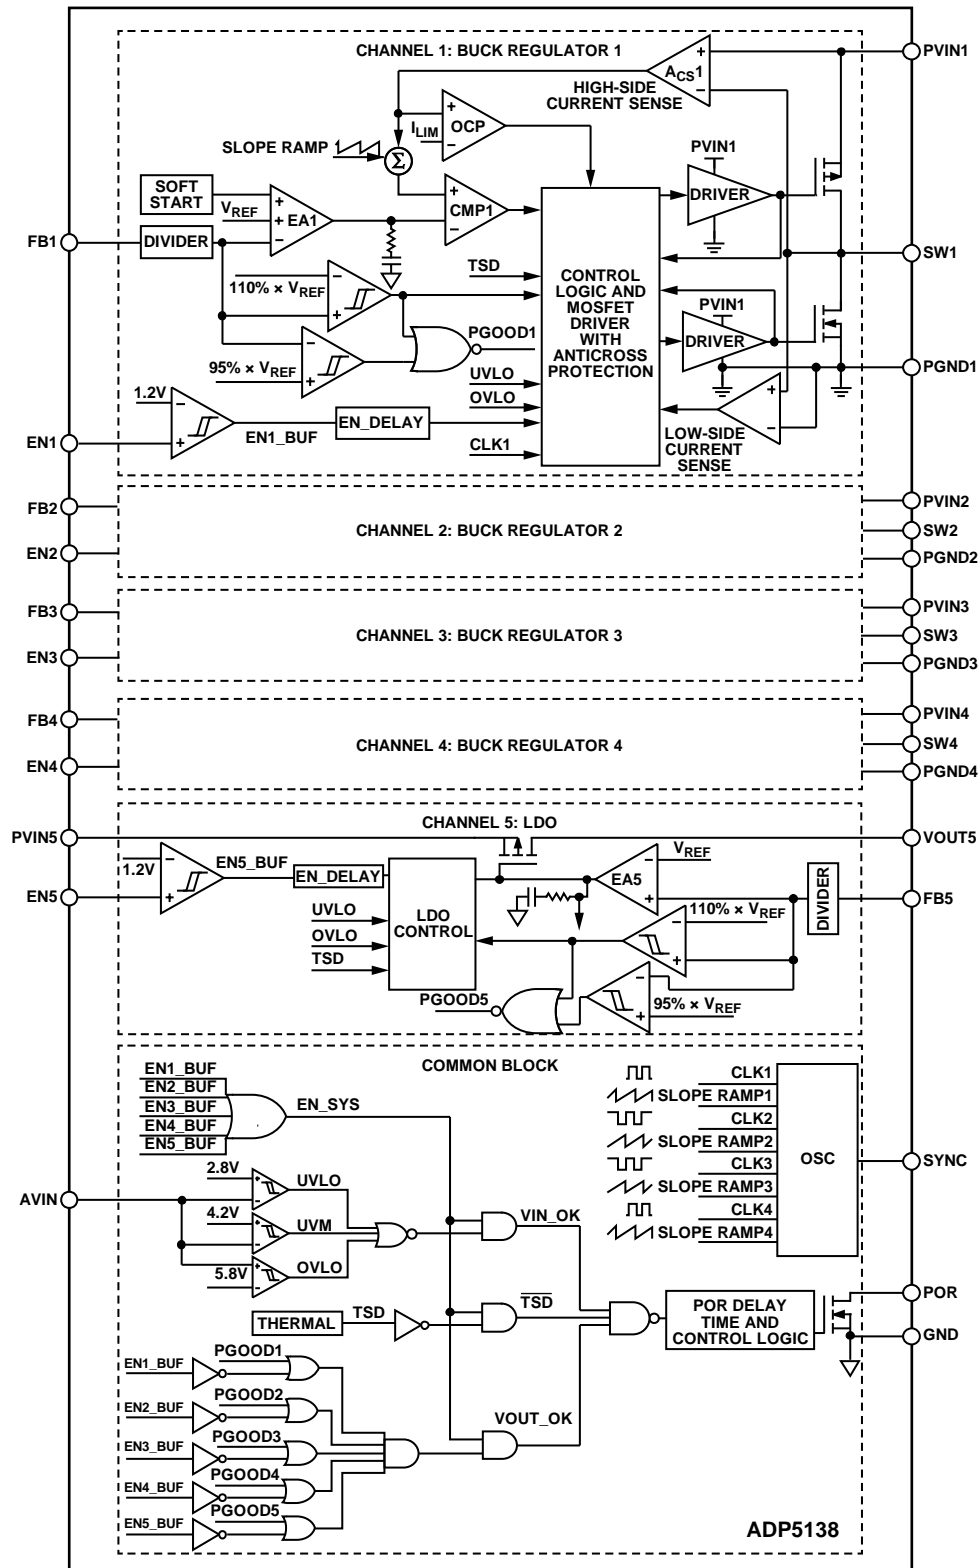 CHANNEL 1: BUCK REGULATOR 1
PVIN1
ACS1
HIGH-SIDE
CURRENT SENSE
OCP
ILIM
SLOPE RAMP
Σ
PVIN1
SOFT
START
DRIVER
VREF
EA1
CMP1
FB1
DIVIDER
SW1
TSD
110% × VREF
CONTROL
LOGIC AND
MOSFET
DRIVER
WITH
ANTICROSS
PROTECTION
PVIN1
PGOOD1
DRIVER
95% × VREF
PGND1
UVLO
1.2V
OVLO
EN1_BUF
EN_DELAY
EN1
CLK1
LOW-SIDE
CURRENT
SENSE
FB2
EN2
CHANNEL 2: BUCK REGULATOR 2
PVIN2
SW2
PGND2
FB3
EN3
CHANNEL 3: BUCK REGULATOR 3
PVIN3
SW3
PGND3
FB4
EN4
CHANNEL 4: BUCK REGULATOR 4
PVIN4
SW4
PGND4
CHANNEL 5: LDO
PVIN5
VOUT5
1.2V
EN5_BUF
EN_DELAY
VREF
EA5
EN5
LDO
CONTROL
DIVIDER
FB5
UVLO
OVLO
TSD
110% × VREF
PGOOD5
95% × VREF
COMMON BLOCK
EN1_BUF
EN2_BUF
EN3_BUF
EN4_BUF
EN5_BUF
EN_SYS
CLK1
SLOPE RAMP1
CLK2
SLOPE RAMP2
CLK3
SLOPE RAMP3
CLK4
SLOPE RAMP4
OSC
SYNC
AVIN
2.8V
UVLO
4.2V
UVM
5.8V
OVLO
VIN_OK
THERMAL
TSD
TSD
POR DELAY
TIME AND
CONTROL LOGIC
POR
GND
EN1_BUF
PGOOD1
EN2_BUF
PGOOD2
EN3_BUF
PGOOD3
EN4_BUF
PGOOD4
EN5_BUF
PGOOD5
VOUT_OK
ADP5138